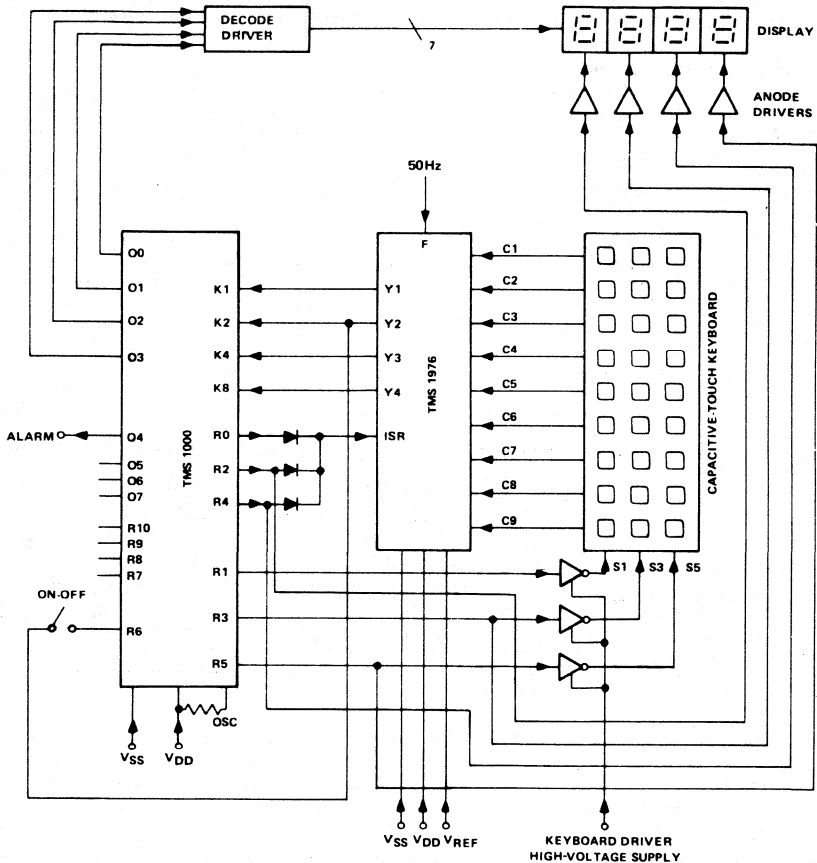 DECODE
DRIVER
7
DISPLAY
ANODE
DRIVERS
50Hz
F
O0
O1
O2
O3
O4
O5
O6
O7
R10
R9
R8
R7
R6
K1
K2
K4
K8
R0
R2
R4
R1
R3
R5
TMS 1000
ALARM
ON-OFF
OSC
VSS
VDD
Y1
Y2
Y3
Y4
ISR
TMS 1976
C1
C2
C3
C4
C5
C6
C7
C8
C9
CAPACITIVE-TOUCH KEYBOARD
S1
S3
S5
VSS VDD VREF
KEYBOARD DRIVER
HIGH-VOLTAGE SUPPLY